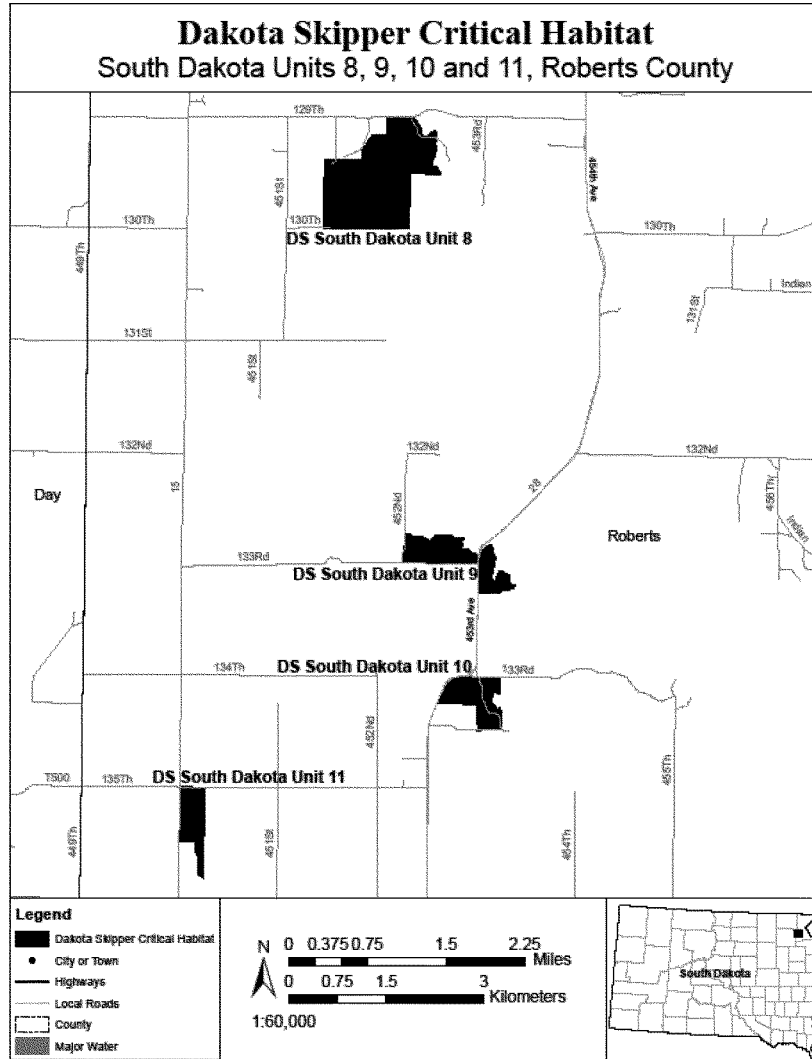 Dakota Skipper Critical Habitat
South Dakota Units 8, 9, 10 and 11, Roberts County
129Th
453Rd
451St
454th Ave
130Th
130Th
130Th
DS South Dakota Unit 8
449Th
Indian
131St
131St
451St
132Nd
132Nd
132Nd
15
28
452Nd
456Th
Indian
Day
Roberts
133Rd
DS South Dakota Unit 9
453rd Ave
134Th
DS South Dakota Unit 10
133Rd
452Nd
455Th
T500
135Th
DS South Dakota Unit 11
449Th
451St
454Th
Legend
Dakota Skipper Critical Habitat
City or Town
Highways
Local Roads
County
Major Water
N
0 0.375 0.75 1.5 2.25
Miles
0 0.75 1.5 3
Kilometers
1:60,000
South Dakota